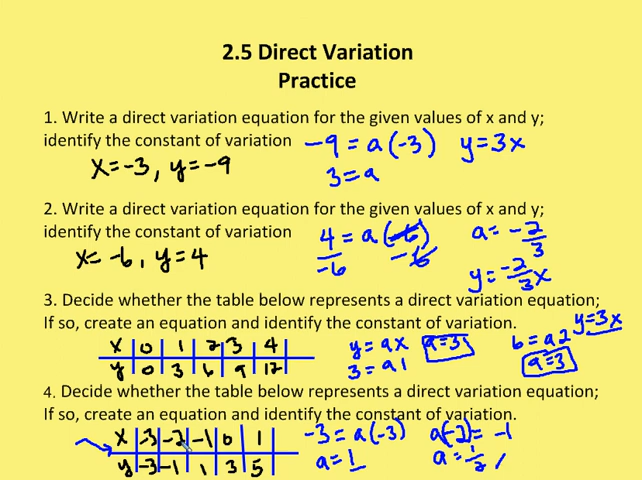 2.5 Direct Variation
Practice
1. Write a direct variation equation for the given values of x and y;
identify the constant of variation
-9 = a(-3)
y=3x
x=-3, y=-9
3=a
2. Write a direct variation equation for the given values of x and y;
identify the constant of variation
4/-6 = a(-6)/-6
a=-2/3
x=-6, y=4
y=-2/3x
3. Decide whether the table below represents a direct variation equation;
If so, create an equation and identify the constant of variation.
y=3x
x | 0 | 1 | 2 | 3 | 4
y | 0 | 3 | 6 | 9 | 12
y=ax
a=3
3=a1
6=a2
a=3
4. Decide whether the table below represents a direct variation equation;
If so, create an equation and identify the constant of variation.
x | -3 | -2 | -1 | 0 | 1
y | -3 | -1 | 1 | 3 | 5
-3=a(-3)
a=1
a(-2)=-1
a=1/2